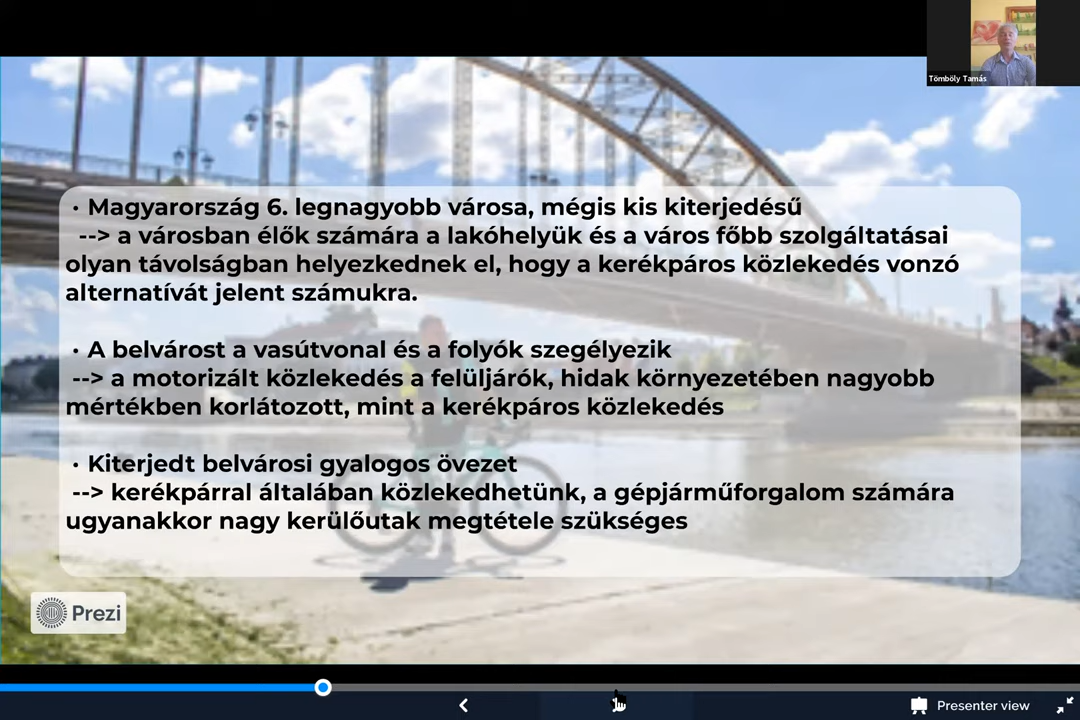 Tömböly Tamás
· Magyarország 6. legnagyobb városa, mégis kis kiterjedésű
--> a városban élők számára a lakóhelyük és a város főbb szolgáltatásai
olyan távolságban helyezkednek el, hogy a kerékpáros közlekedés vonzó
alternatívát jelent számukra.
· A belvárost a vasútvonal és a folyók szegélyezik
--> a motorizált közlekedés a felüljárók, hidak környezetében nagyobb
mértékben korlátozott, mint a kerékpáros közlekedés
· Kiterjedt belvárosi gyalogos övezet
--> kerékpárral általában közlekedhetünk, a gépjárműforgalom számára
ugyanakkor nagy kerülőutak megtétele szükséges
Prezi
Presenter view